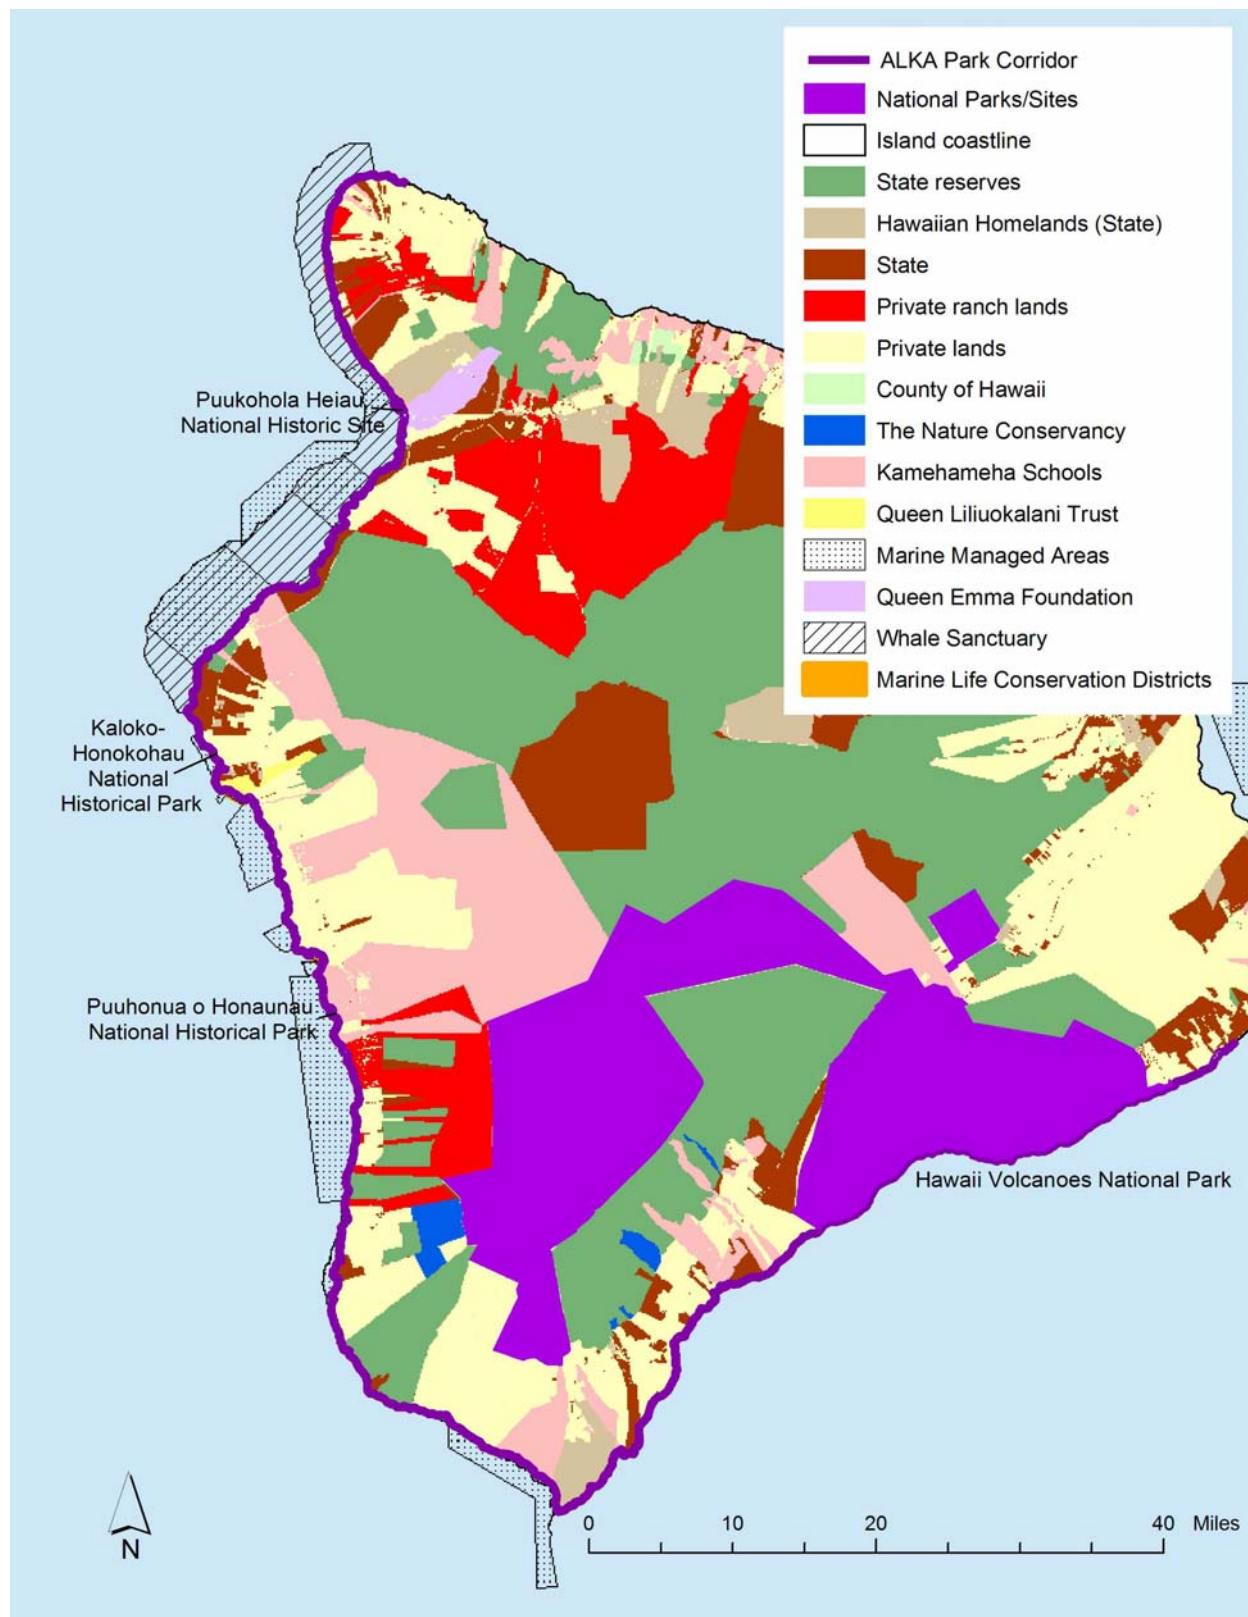 ALKA Park Corridor
National Parks/Sites
Island coastline
State reserves
Hawaiian Homelands (State)
State
Private ranch lands
Private lands
County of Hawaii
The Nature Conservancy
Kamehameha Schools
Queen Liliuokalani Trust
Marine Managed Areas
Queen Emma Foundation
Whale Sanctuary
Marine Life Conservation Districts
Puukohola Heiau
National Historic Site
Kaloko-
Honokohau
National
Historical Park
Puuhonua o Honaunau
National Historical Park
Hawaii Volcanoes National Park
N
0 10 20 40 Miles